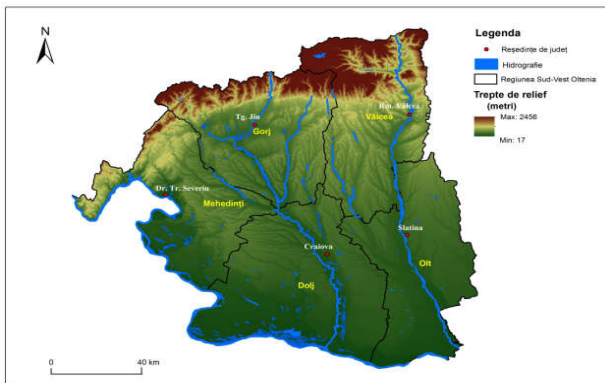 N
Legenda
Reședințe de județ
Hidrografie
Regiunea Sud-Vest Oltenia
Trepte de relief
(metri)
Max: 2456
Min: 17
Tg. Jiu
Gorj
Rm. Vâlcea
Vâlcea
Dr. Tr. Severin
Mehedinți
Slatina
Craiova
Olt
Dolj
0
40 km